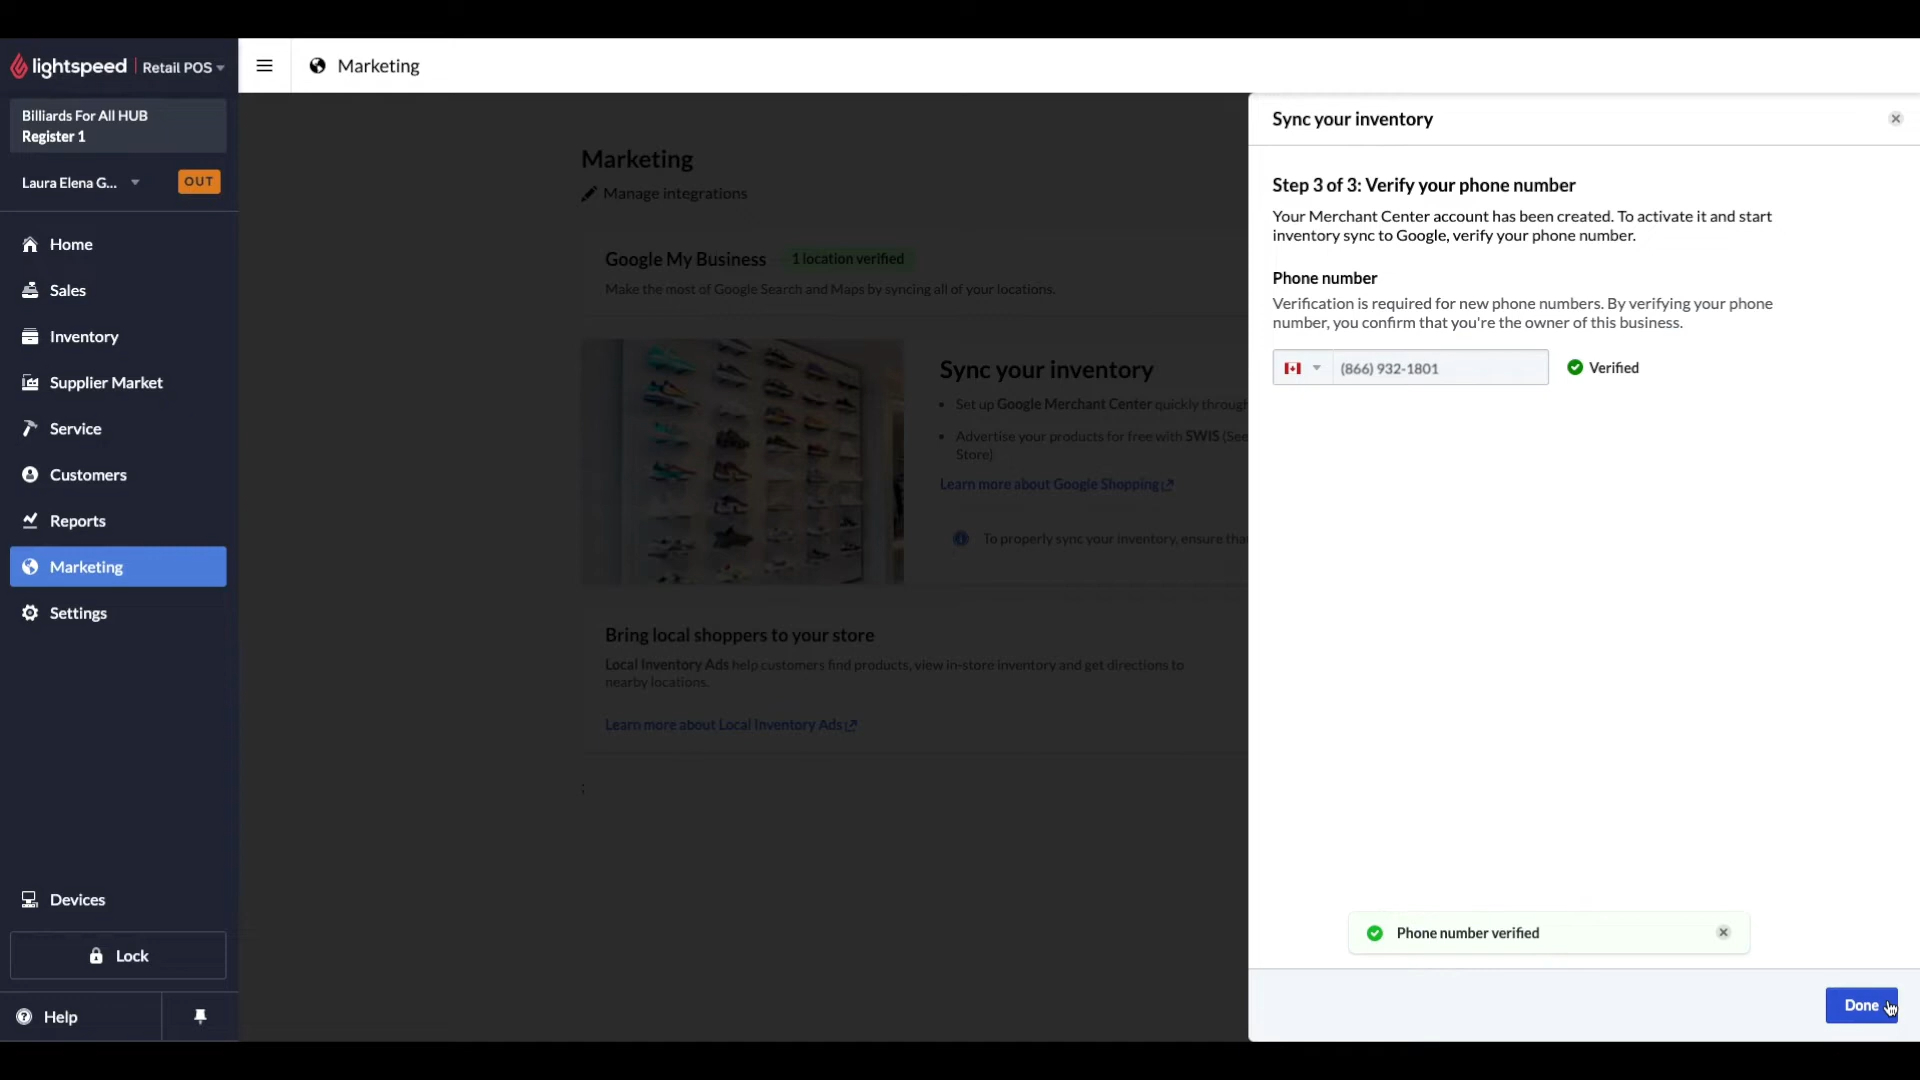 lightspeed | Retail POS
Marketing
Billiards For All HUB
Register 1
Laura Elena G...
OUT
Home
Sales
Inventory
Supplier Market
Service
Customers
Reports
Marketing
Settings
Devices
Lock
Help
Marketing
Manage integrations
Google My Business
1 location verified
Make the most of Google Search and Maps by syncing all of your locations.
Sync your inventory
• Set up Google Merchant Center quickly through
• Advertise your products for free with SWIS (See
Store)
Learn more about Google Shopping
To properly sync your inventory, ensure tha
Bring local shoppers to your store
Local Inventory Ads help customers find products, view in-store inventory and get directions to
nearby locations.
Learn more about Local Inventory Ads
;
Sync your inventory
Step 3 of 3: Verify your phone number
Your Merchant Center account has been created. To activate it and start
inventory sync to Google, verify your phone number.
Phone number
Verification is required for new phone numbers. By verifying your phone
number, you confirm that you're the owner of this business.
(866) 932-1801
Verified
Phone number verified
Done